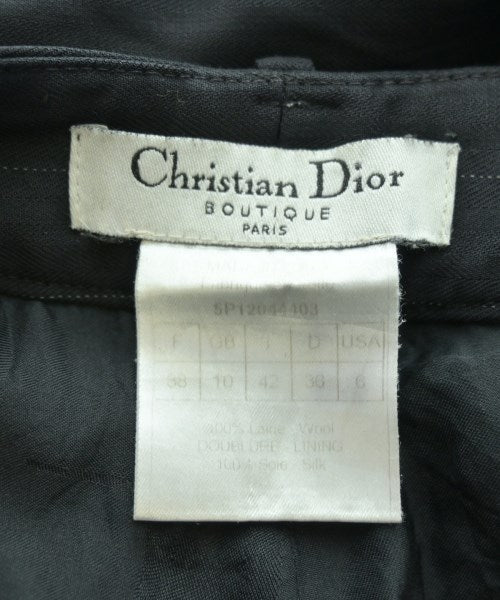 Christian Dior
BOUTIQUE
PARIS
5P12044403
F GB I D USA
38 10 42 36 6
100% Laine - Wool
DOUBLURE - LINING
100% Soie - Silk